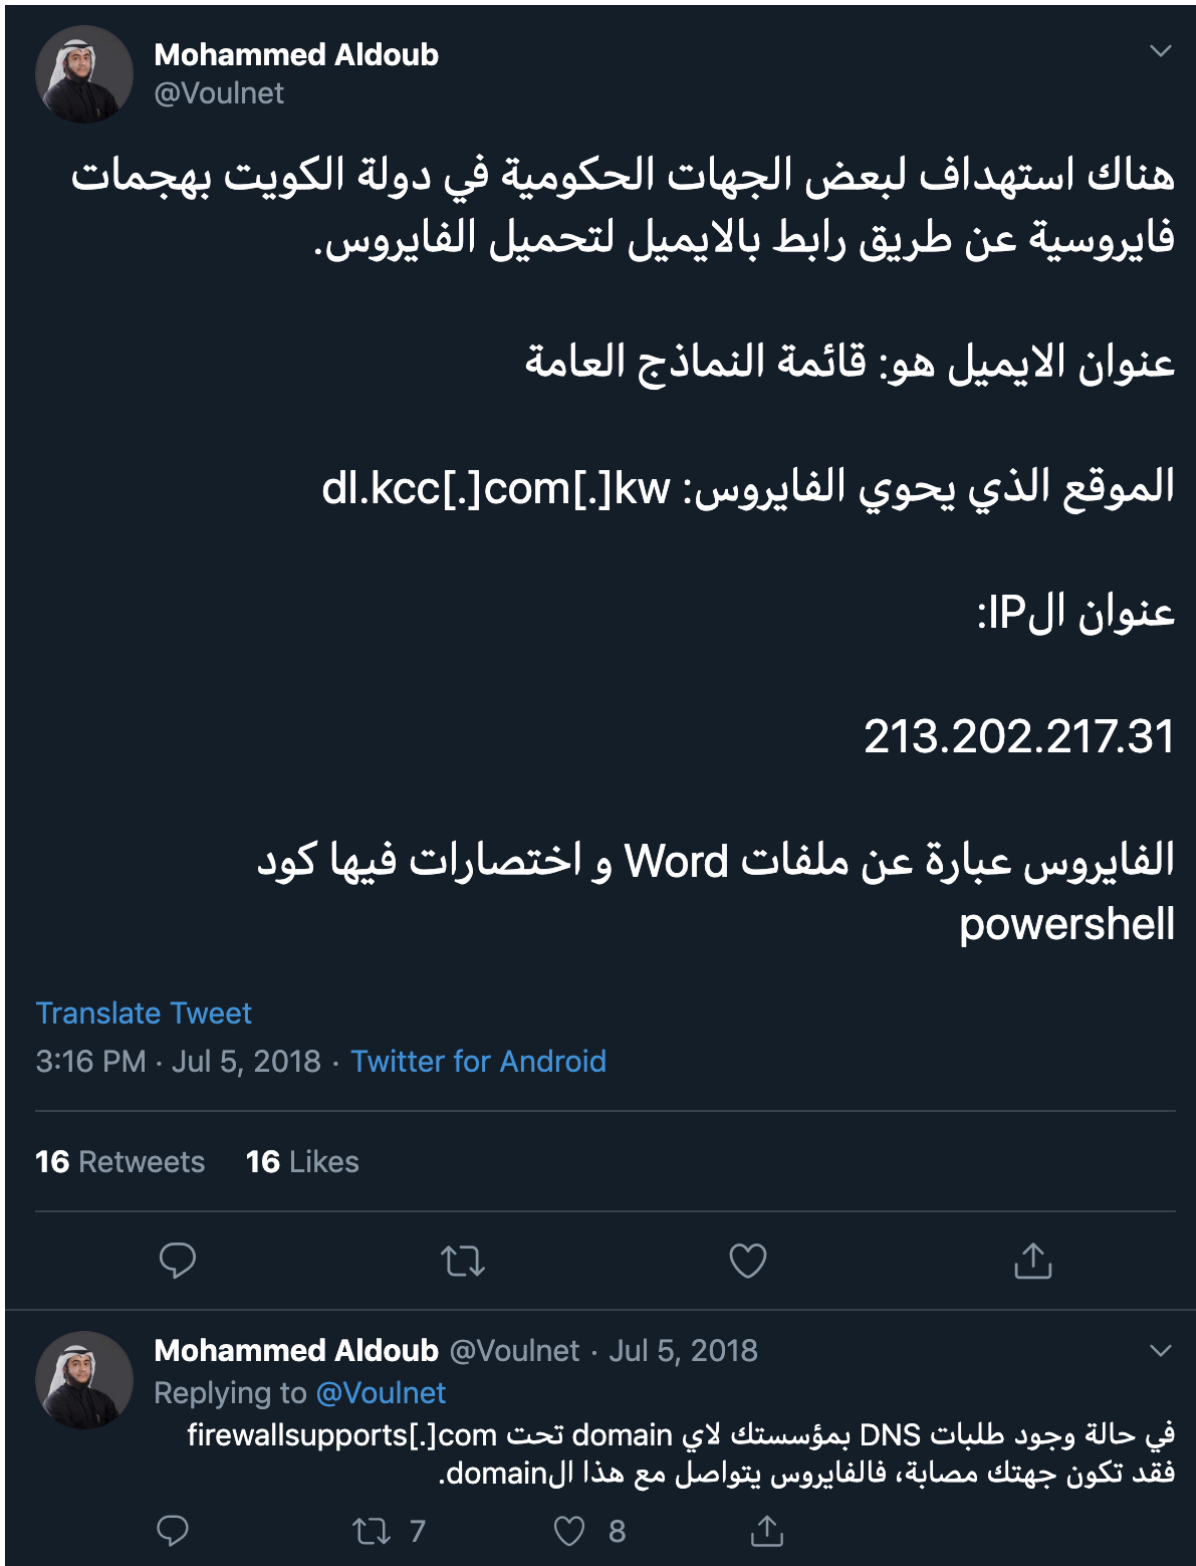 Mohammed Aldoub
@Voulnet
هناك استهداف لبعض الجهات الحكومية في دولة الكويت بهجمات
فايروسية عن طريق رابط بالايميل لتحميل الفايروس.
عنوان الايميل هو: قائمة النماذج العامة
الموقع الذي يحوي الفايروس: dl.kcc[.]com[.]kw
عنوان الIP:
213.202.217.31
الفايروس عبارة عن ملفات Word و اختصارات فيها كود
powershell
Translate Tweet
3:16 PM · Jul 5, 2018 · Twitter for Android
16 Retweets 16 Likes
Mohammed Aldoub @Voulnet · Jul 5, 2018
Replying to @Voulnet
في حالة وجود طلبات DNS بمؤسستك لاي domain تحت firewallsupports[.]com
فقد تكون جهتك مصابة، فالفايروس يتواصل مع هذا الdomain.
7 8